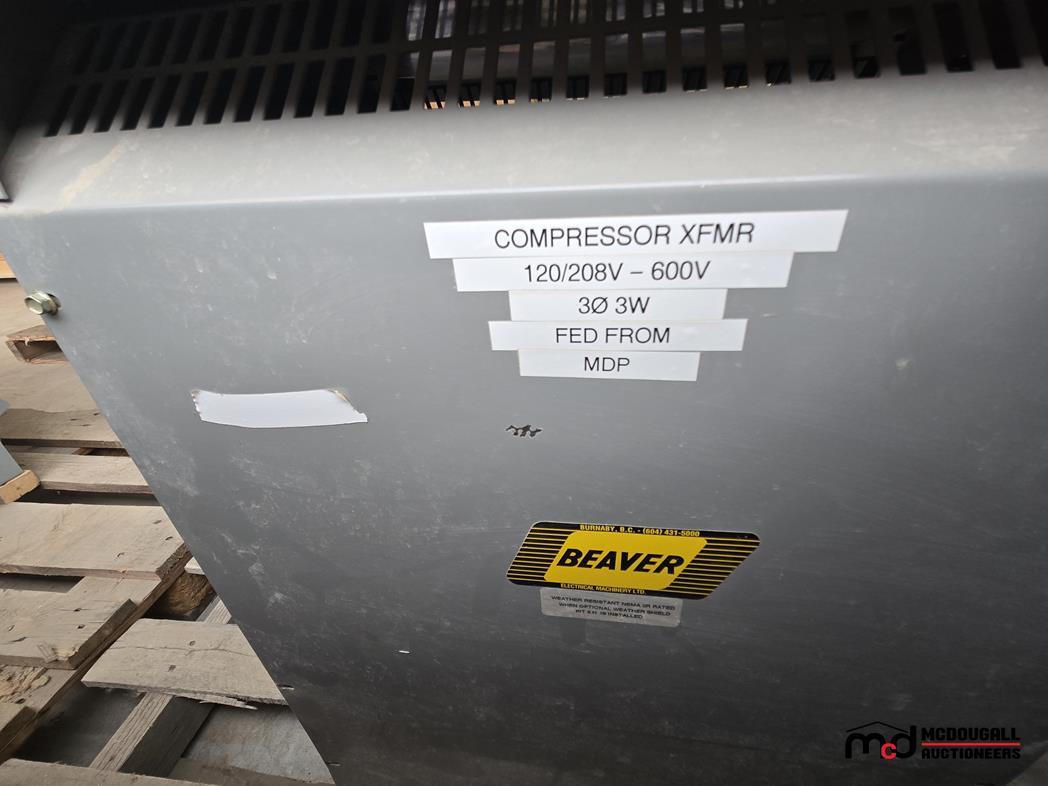 COMPRESSOR XFMR
120/208V – 600V
3Ø 3W
FED FROM
MDP
BURNABY, B.C. - (604) 431-5000
BEAVER
ELECTRICAL MACHINERY LTD.
WEATHER RESISTANT NEMA 3R RATED
WHEN OPTIONAL WEATHER SHIELD
IS INSTALLED
mcd MCDOUGALL
AUCTIONEERS